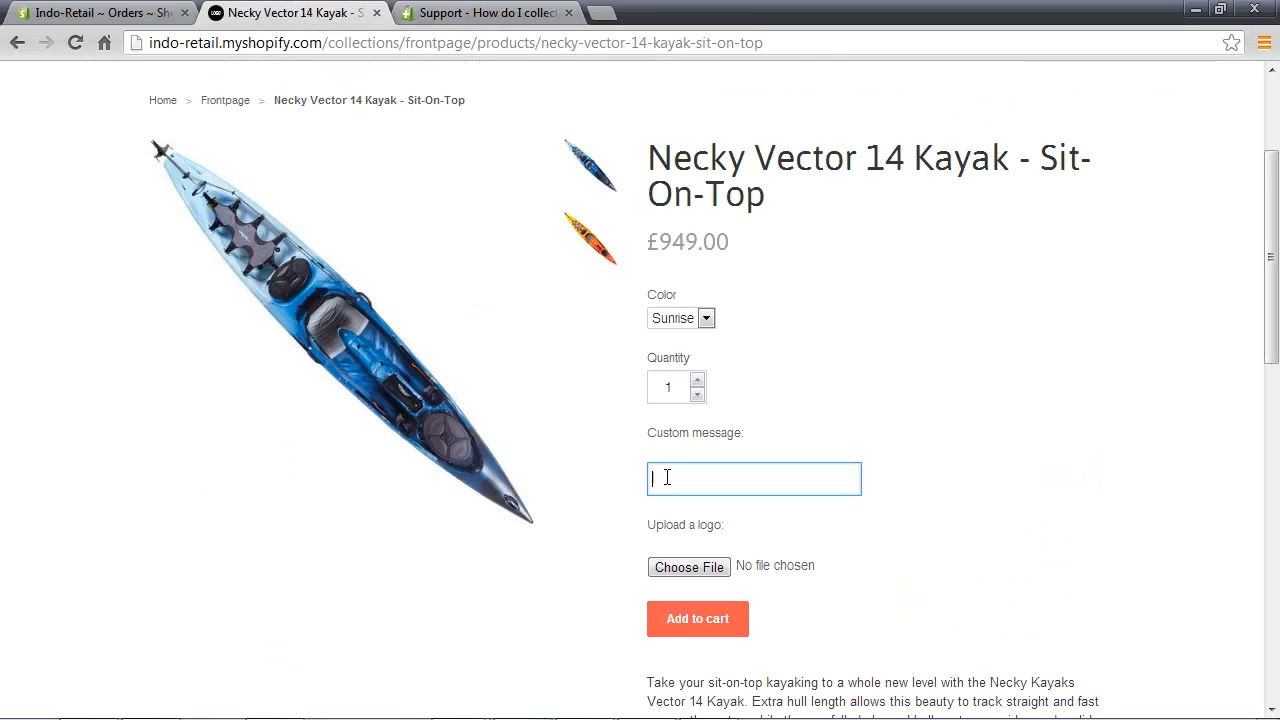 Indo-Retail ~ Orders ~ Sh
LOGO
Necky Vector 14 Kayak - S
Support - How do I collect
indo-retail.myshopify.com/collections/frontpage/products/necky-vector-14-kayak-sit-on-top
Home > Frontpage > Necky Vector 14 Kayak - Sit-On-Top
Necky Vector 14 Kayak - Sit-
On-Top
£949.00
Color
Sunrise
Quantity
1
Custom message:
Upload a logo:
Choose File No file chosen
Add to cart
Take your sit-on-top kayaking to a whole new level with the Necky Kayaks
Vector 14 Kayak. Extra hull length allows this beauty to track straight and fast